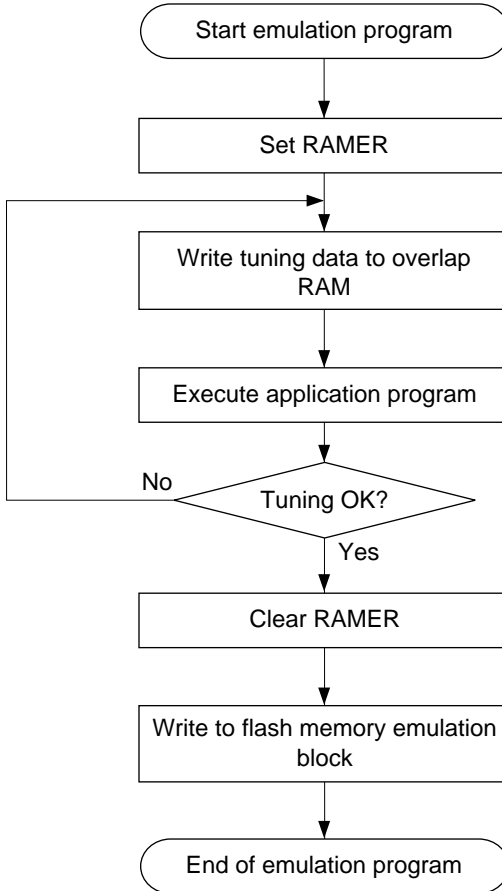 Start emulation program
Set RAMER
Write tuning data to overlap
RAM
Execute application program
No
Tuning OK?
Yes
Clear RAMER
Write to flash memory emulation
block
End of emulation program